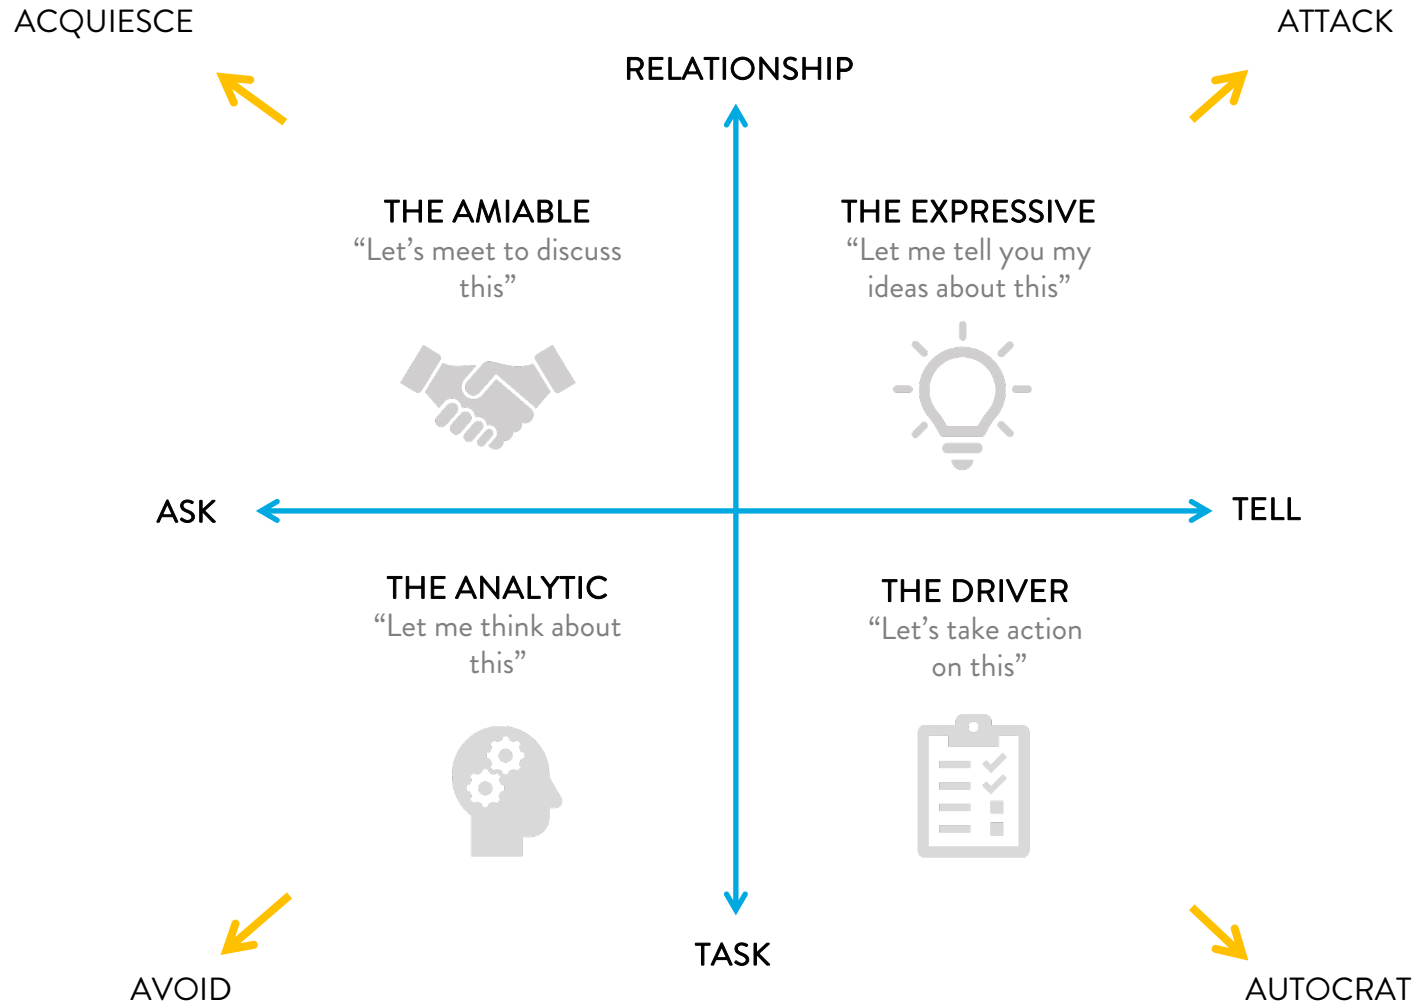 ACQUIESCE
ATTACK
RELATIONSHIP
THE AMIABLE
“Let’s meet to discuss
this”
THE EXPRESSIVE
“Let me tell you my
ideas about this”
ASK
TELL
THE ANALYTIC
“Let me think about
this”
THE DRIVER
“Let’s take action
on this”
TASK
AVOID
AUTOCRAT